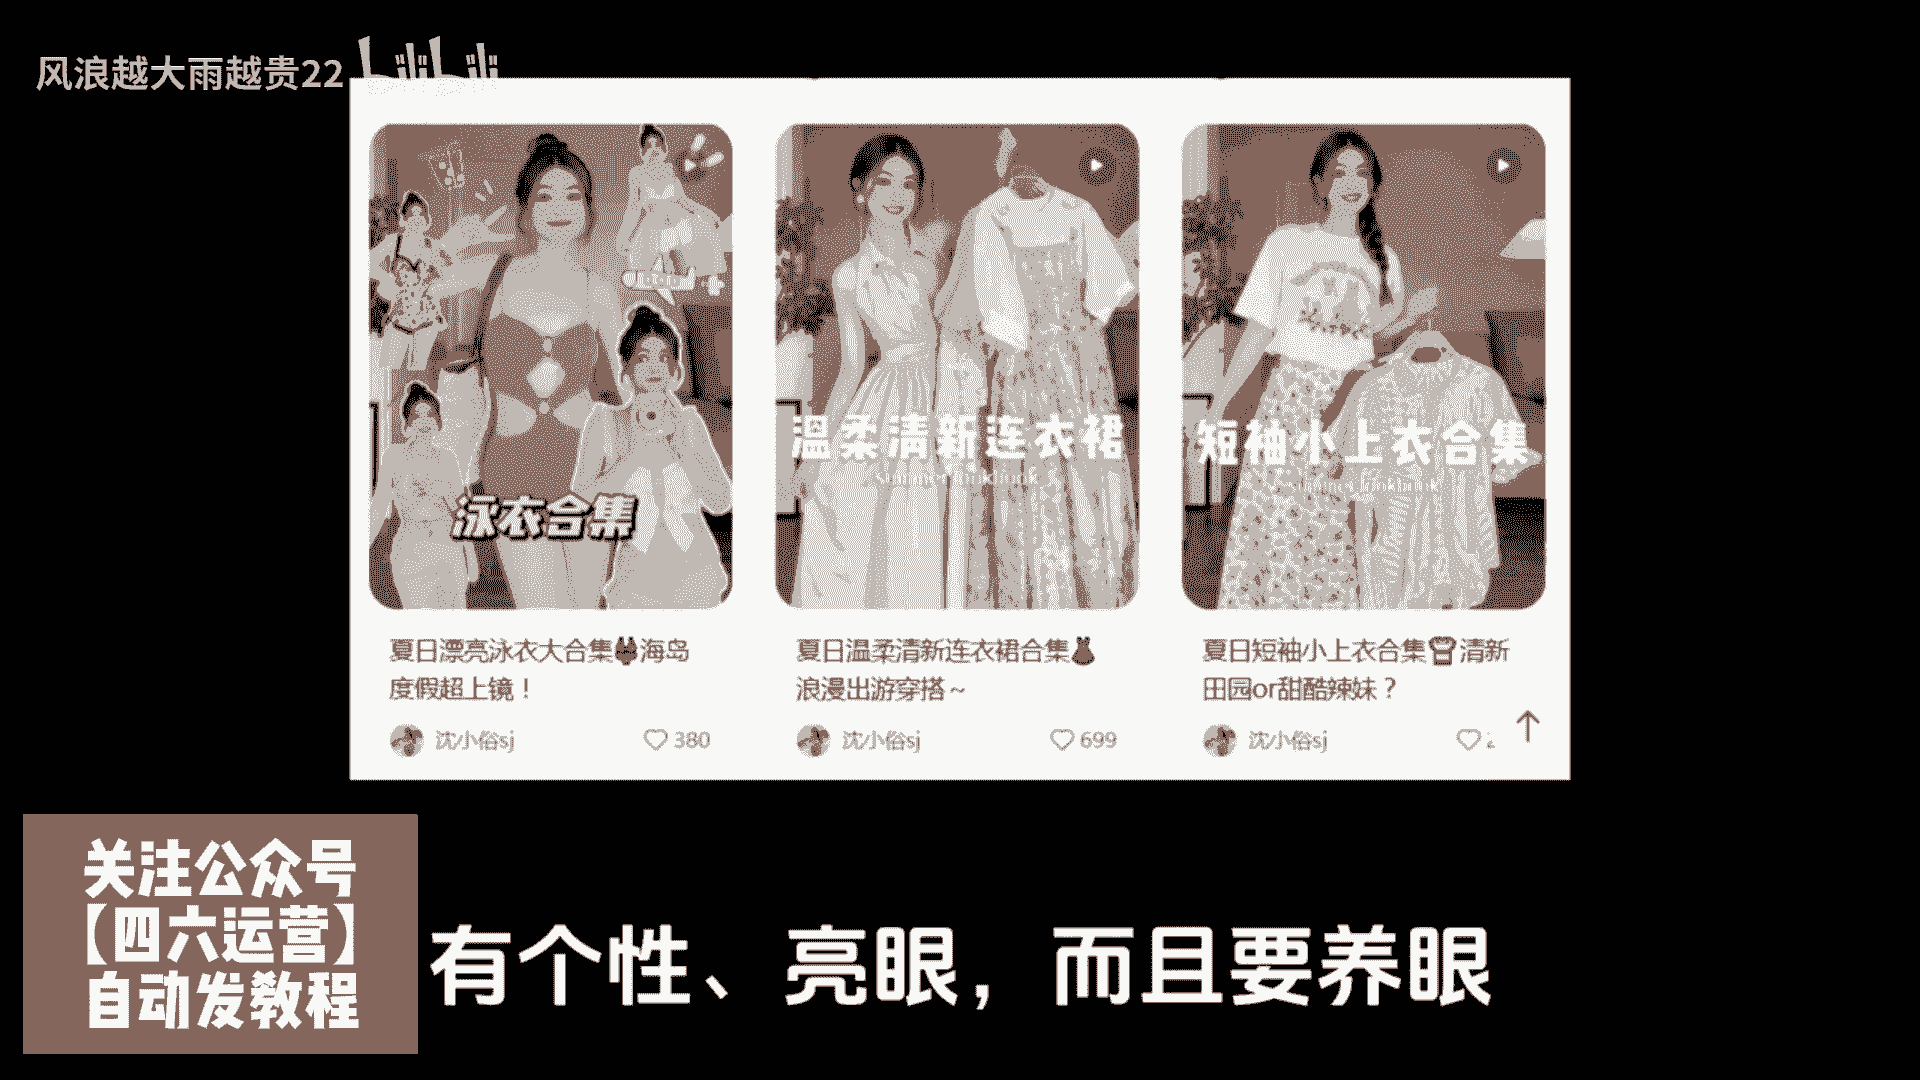 风浪越大雨越贵22 bilibili
泳衣合集
温柔清新连衣裙
summer lookbook
短袖小上衣合集
summer lookbook
夏日漂亮泳衣大合集👙海岛
度假超上镜！
沈小俗sj
380
夏日温柔清新连衣裙合集👗
浪漫出游穿搭~
沈小俗sj
699
夏日短袖小上衣合集👚清新
田园or甜酷辣妹？
沈小俗sj
关注公众号
【四六运营】
自动发教程
有个性、亮眼，而且要养眼